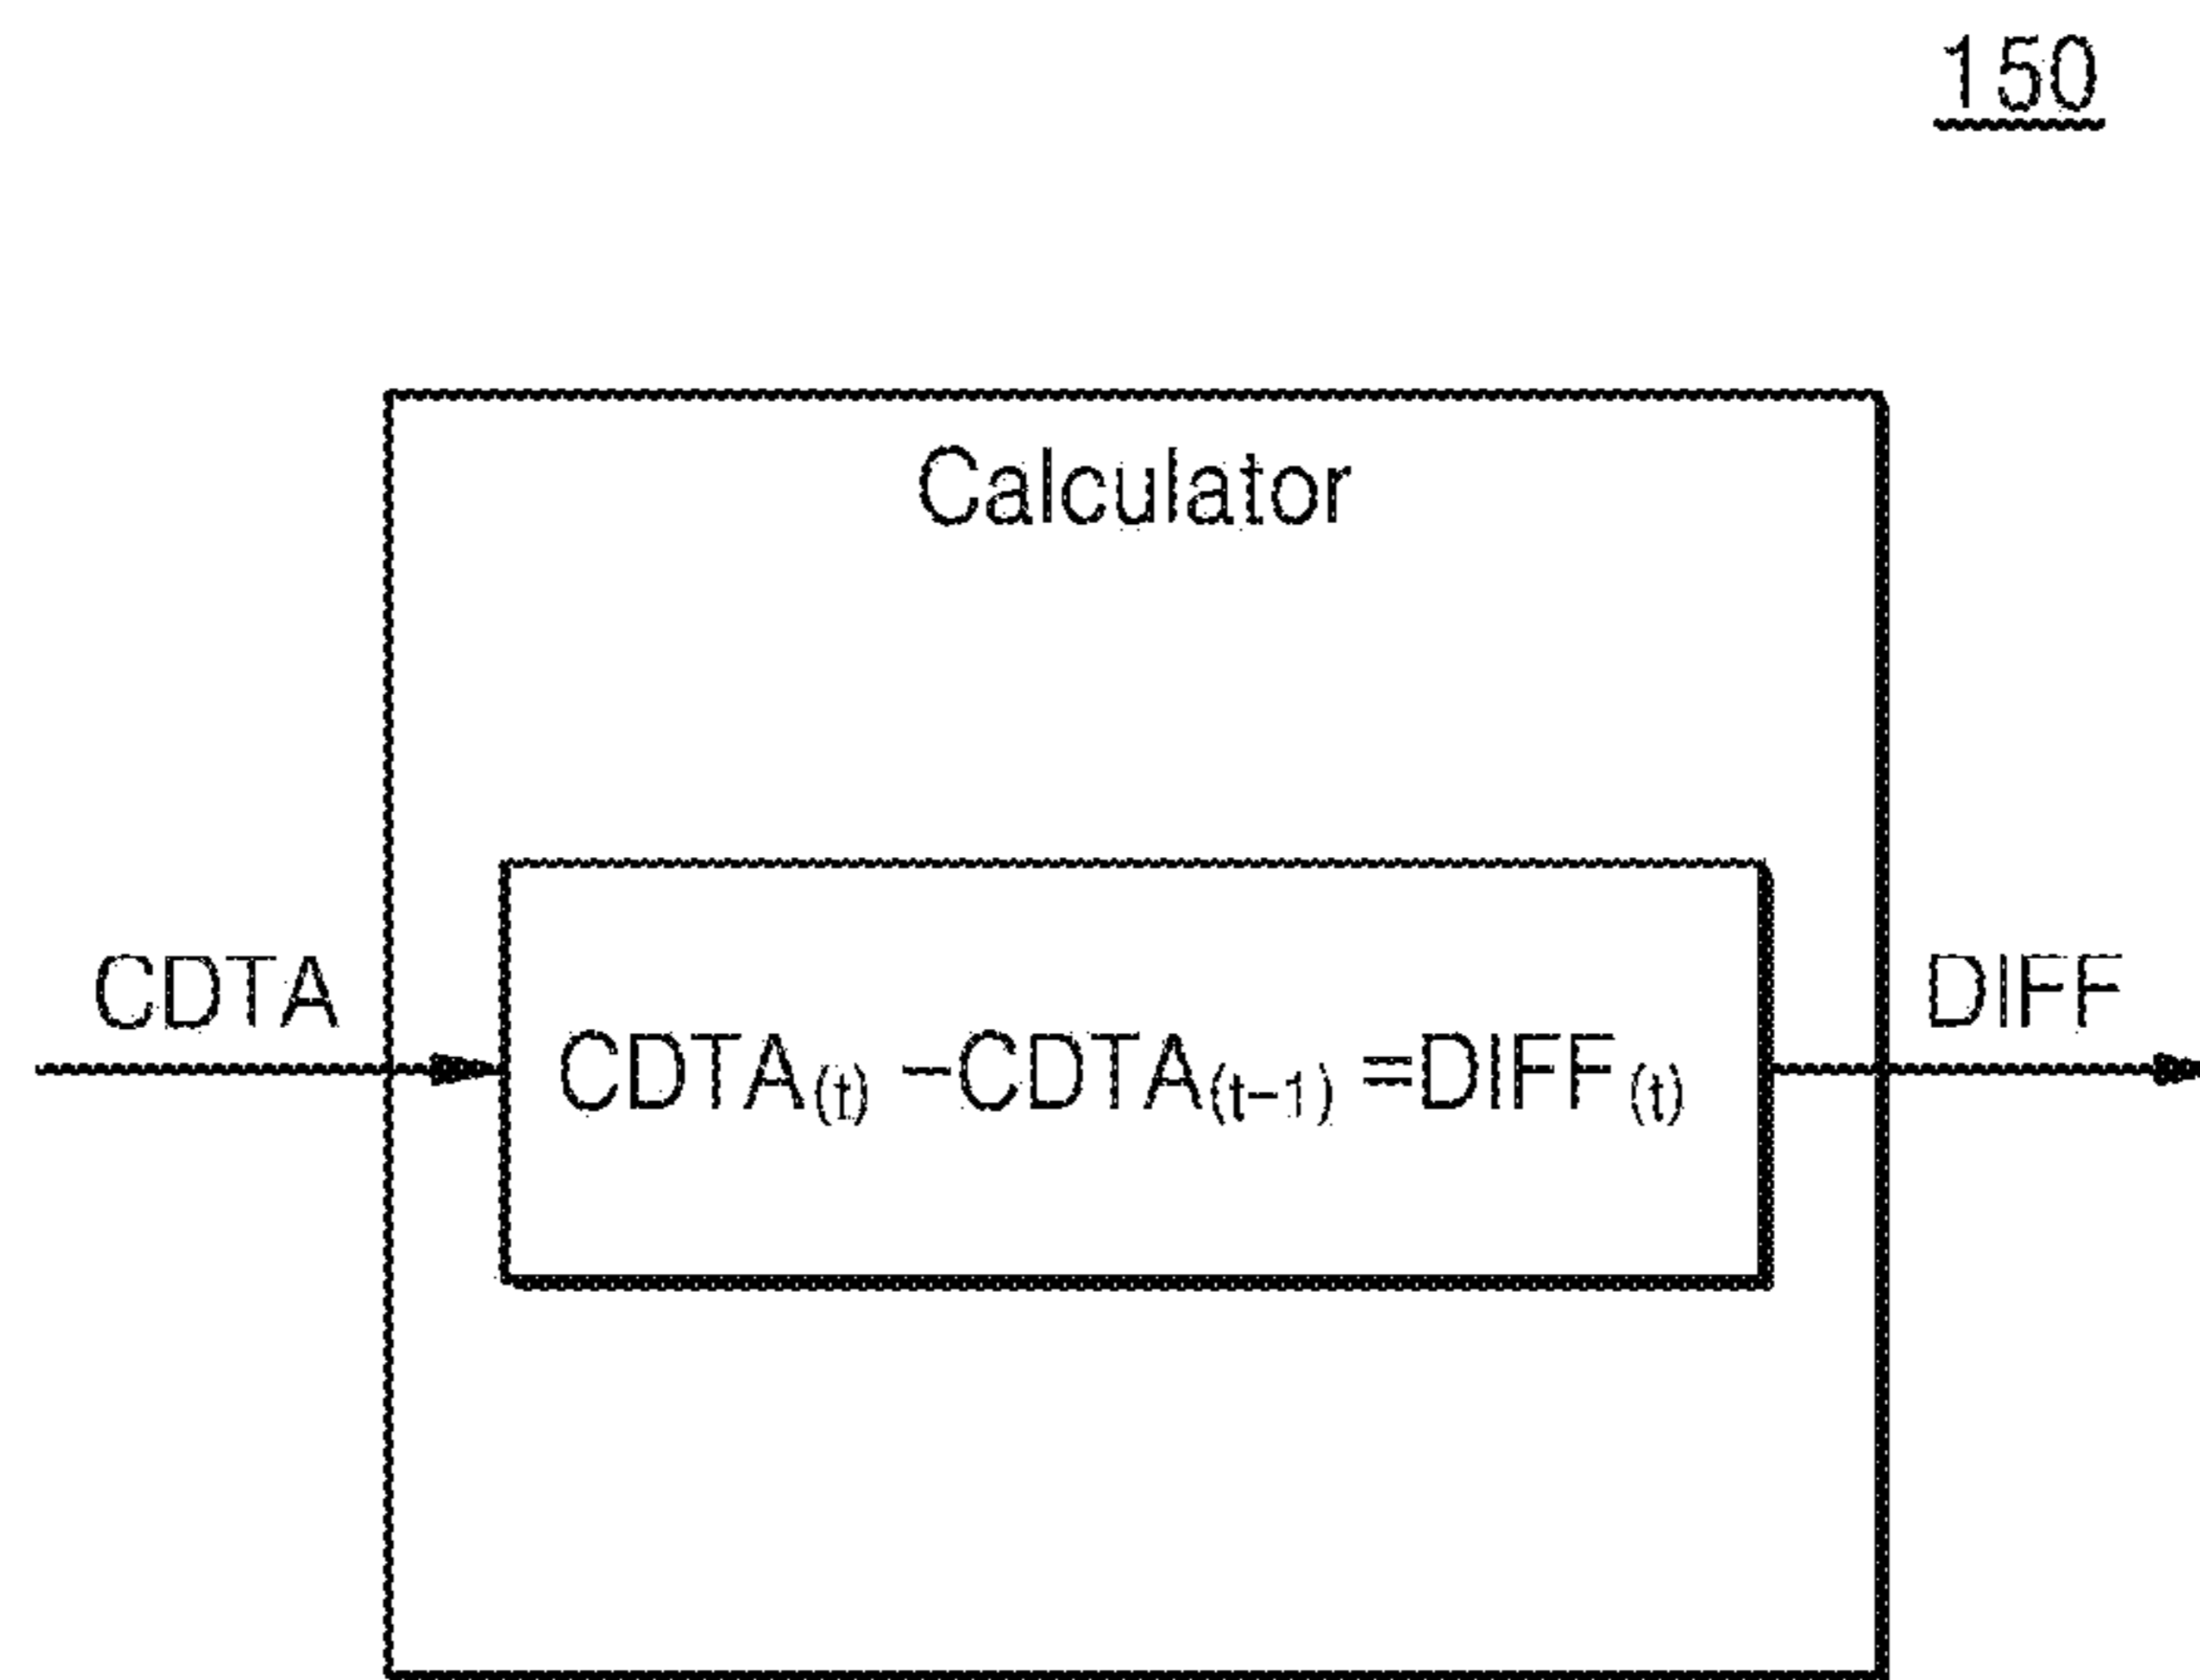 150
Calculator
CDTA
DIFF
CDTA(t) −CDTA(t−1) =DIFF(t)